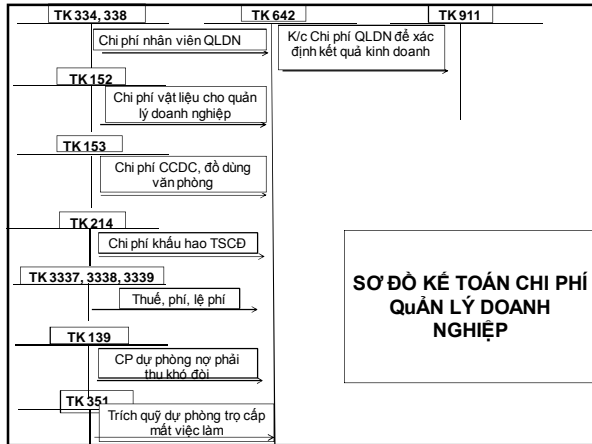 TK 334, 338
TK 642
TK 911
Chi phí nhân viên QLDN
K/c Chi phí QLDN để xác
định kết quả kinh doanh
TK 152
Chi phí vật liệu cho quản
lý doanh nghiệp
TK 153
Chi phí CCDC, đồ dùng
văn phòng
TK 214
Chi phí khấu hao TSCĐ
TK 3337, 3338, 3339
Thuế, phí, lệ phí
TK 139
CP dự phòng nợ phải
thu khó đòi
TK 351
Trích quỹ dự phòng trợ cấp
mất việc làm
SƠ ĐỒ KẾ TOÁN CHI PHÍ
QuẢN LÝ DOANH
NGHIỆP